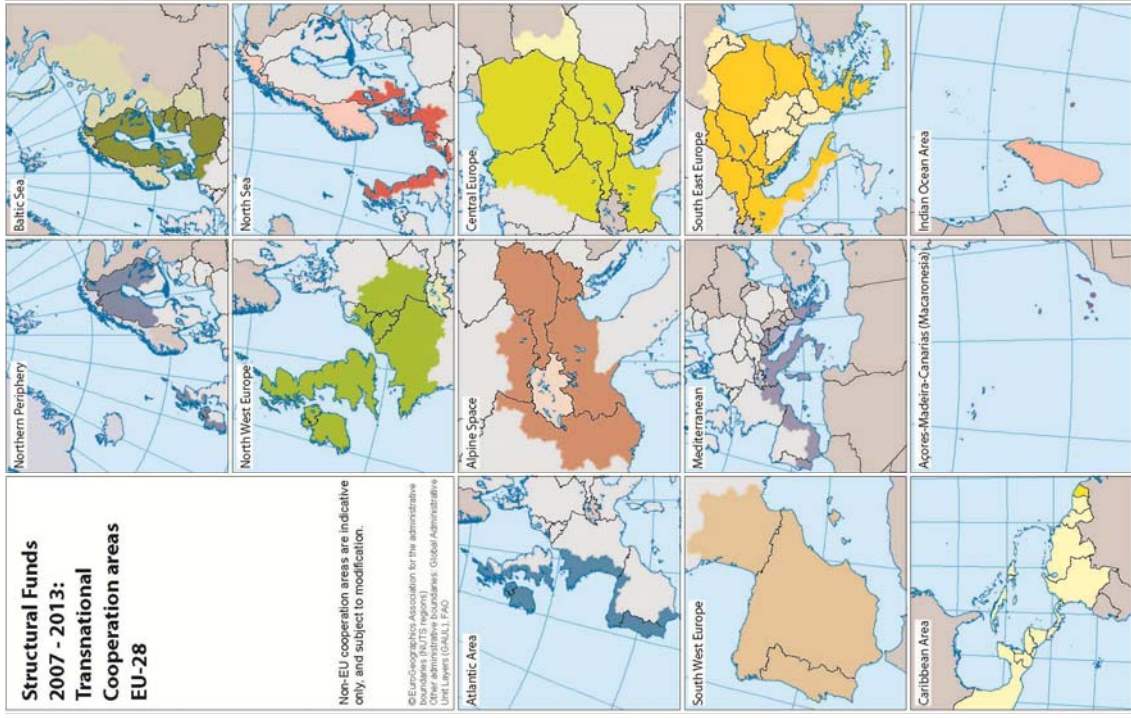 Structural Funds
2007 - 2013:
Transnational
Cooperation areas
EU-28
Non-EU cooperation areas are indicative
only, and subject to modification.
© EuroGeographics Association for the administrative
boundaries (NUTS regions)
Other administrative boundaries: Global Administrative
Unit Layers (GAUL), FAO
Northern Periphery
Baltic Sea
North West Europe
North Sea
Atlantic Area
Alpine Space
Central Europe
South West Europe
Mediterranean
South East Europe
Caribbean Area
Açores-Madeira-Canarias (Macaronesia)
Indian Ocean Area